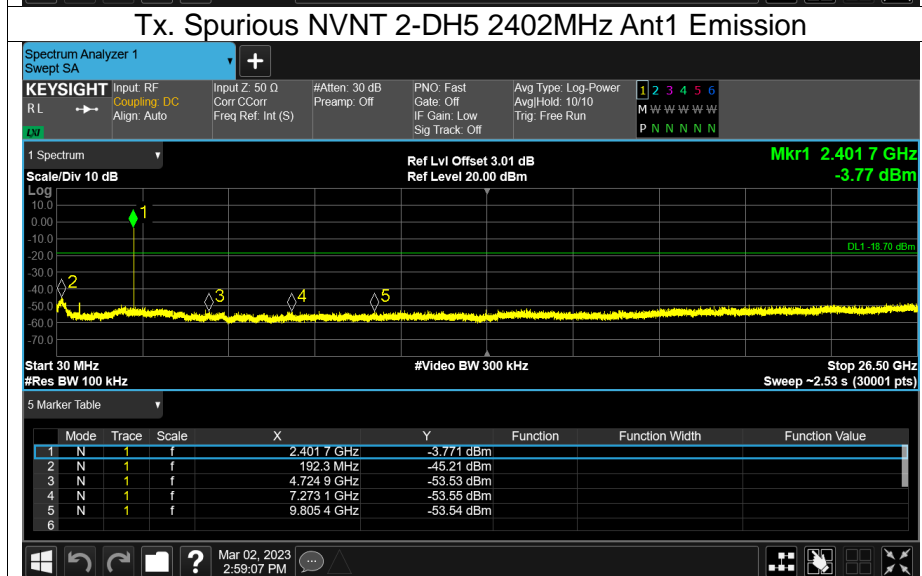 Tx. Spurious NVNT 2-DH5 2402MHz Ant1 Emission
Spectrum Analyzer 1
Swept SA
+
KEYSIGHT Input: RF Input Z: 50 Ω #Atten: 30 dB PNO: Fast Avg Type: Log-Power 1 2 3 4 5 6
RL Coupling: DC Corr CCorr Preamp: Off Gate: Off Avg|Hold: 10/10 M W W W W W
Align: Auto Freq Ref: Int (S) IF Gain: Low Trig: Free Run
LXI Sig Track: Off P N N N N N
1 Spectrum Ref Lvl Offset 3.01 dB Mkr1 2.401 7 GHz
Scale/Div 10 dB Ref Level 20.00 dBm -3.77 dBm
Log
10.0
1
0.00
-10.0
DL1 -18.70 dBm
-20.0
-30.0
2
-40.0
3 4 5
-50.0
-60.0
-70.0
Start 30 MHz #Video BW 300 kHz Stop 26.50 GHz
#Res BW 100 kHz Sweep ~2.53 s (30001 pts)
5 Marker Table
Mode Trace Scale X Y Function Function Width Function Value
1 N 1 f 2.401 7 GHz -3.771 dBm
2 N 1 f 192.3 MHz -45.21 dBm
3 N 1 f 4.724 9 GHz -53.53 dBm
4 N 1 f 7.273 1 GHz -53.55 dBm
5 N 1 f 9.805 4 GHz -53.54 dBm
6
? Mar 02, 2023
2:59:07 PM